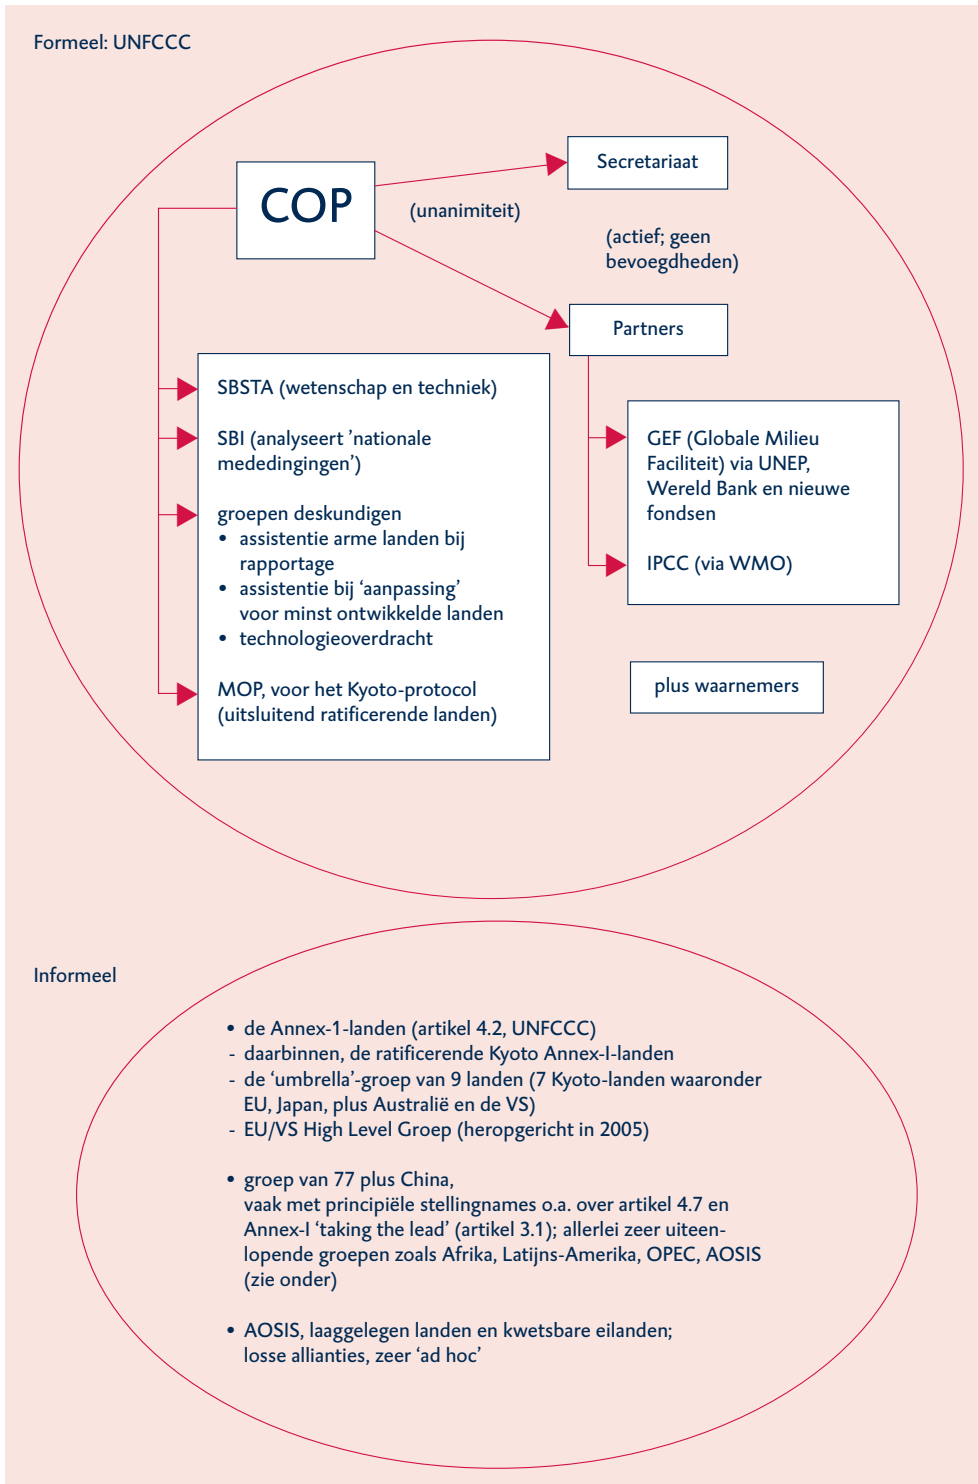 Formeel: UNFCCC
COP
Secretariaat
(unanimiteit)
(actief; geen
bevoegdheden)
Partners
SBSTA (wetenschap en techniek)
SBI (analyseert ’nationale
mededingingen’)
groepen deskundigen
• assistentie arme landen bij
rapportage
• assistentie bij ‘aanpassing’
voor minst ontwikkelde landen
• technologieoverdracht
MOP, voor het Kyoto-protocol
(uitsluitend ratificerende landen)
GEF (Globale Milieu
Faciliteit) via UNEP,
Wereld Bank en nieuwe
fondsen
IPCC (via WMO)
plus waarnemers
Informeel
• de Annex-1-landen (artikel 4.2, UNFCCC)
- daarbinnen, de ratificerende Kyoto Annex-I-landen
- de ‘umbrella’-groep van 9 landen (7 Kyoto-landen waaronder
EU, Japan, plus Australië en de VS)
- EU/VS High Level Groep (heropgericht in 2005)
• groep van 77 plus China,
vaak met principiële stellingnames o.a. over artikel 4.7 en
Annex-I ‘taking the lead’ (artikel 3.1); allerlei zeer uiteen-
lopende groepen zoals Afrika, Latijns-Amerika, OPEC, AOSIS
(zie onder)
• AOSIS, laaggelegen landen en kwetsbare eilanden;
losse allianties, zeer ‘ad hoc’